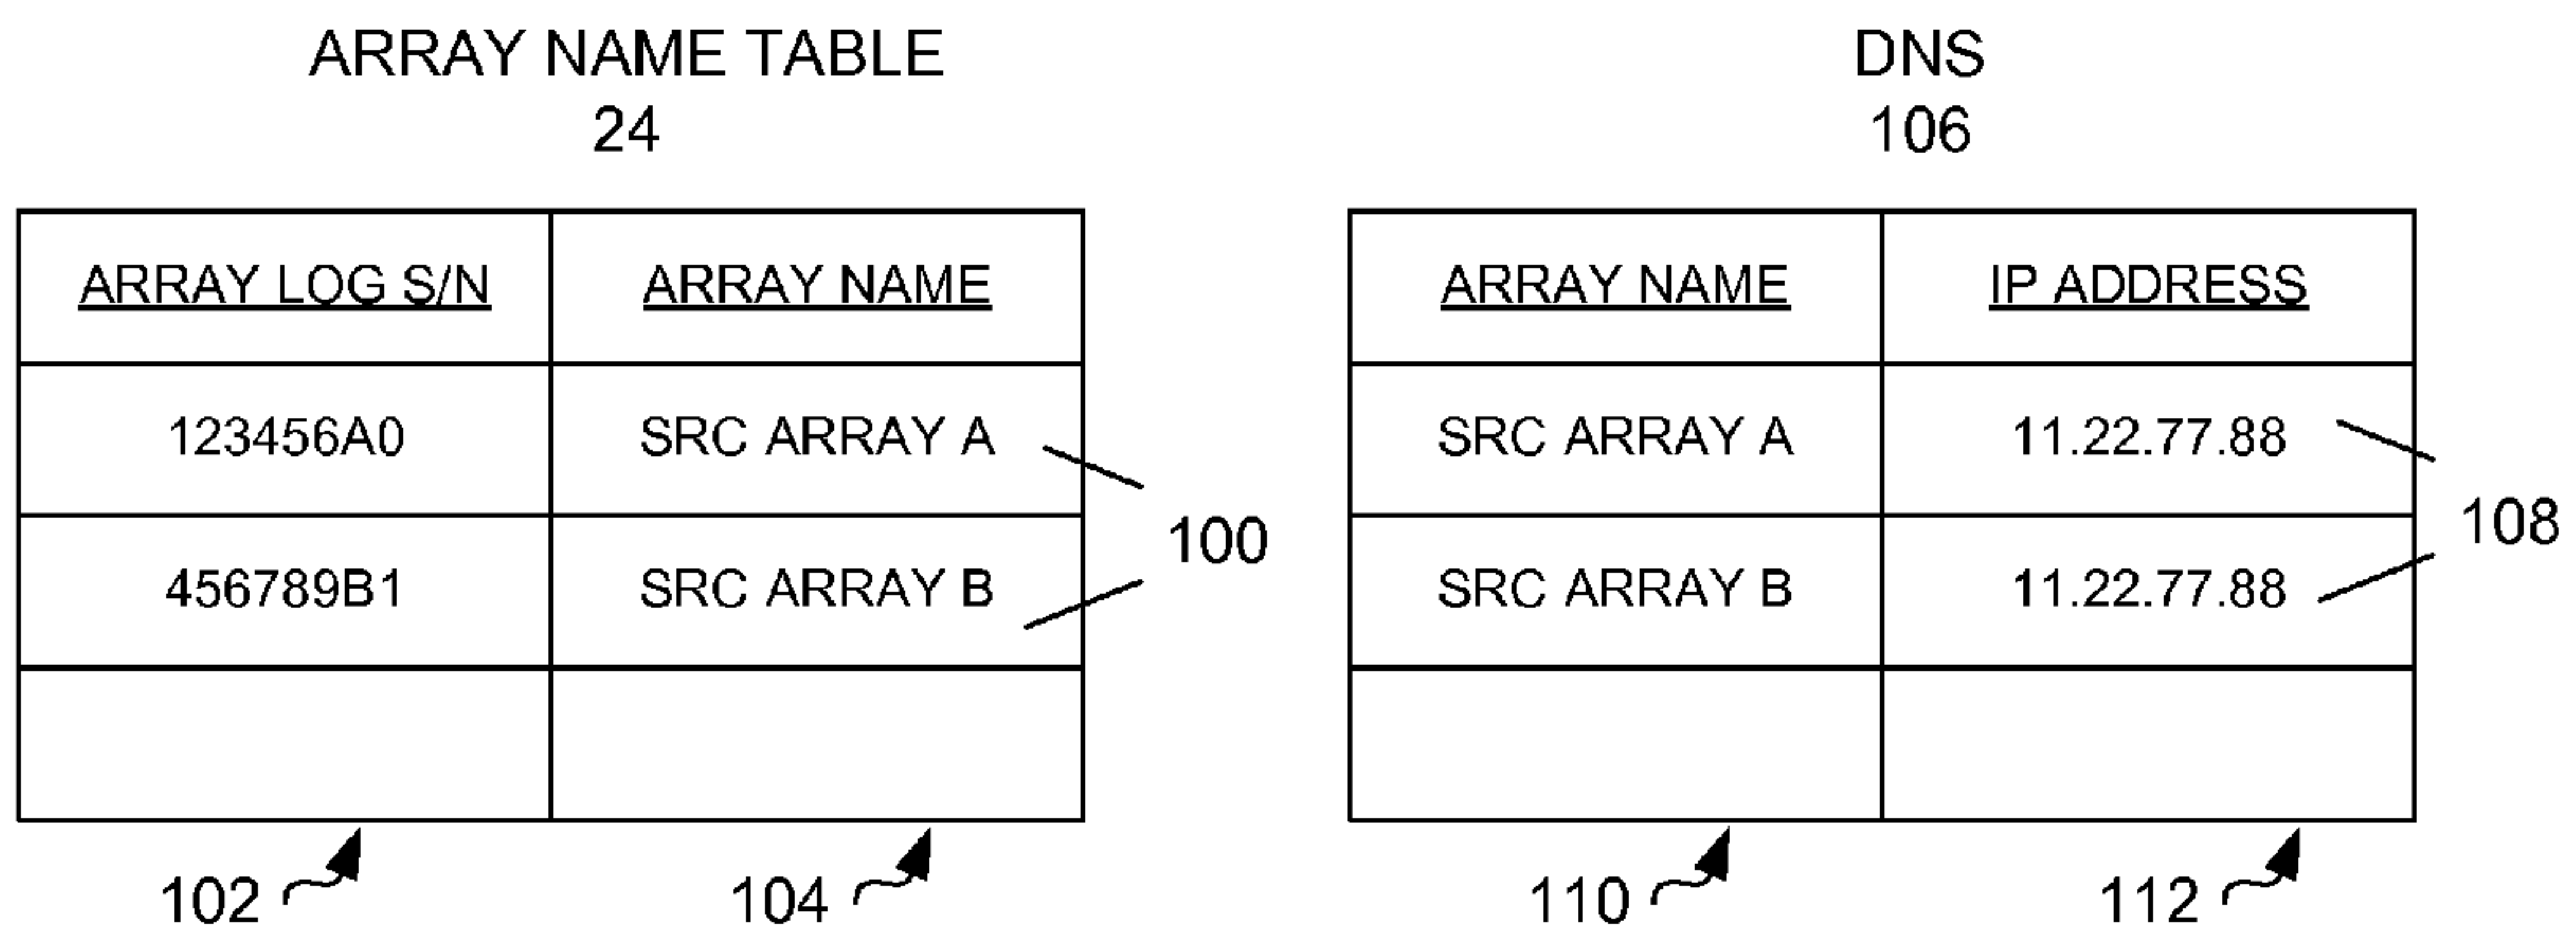 ARRAY NAME TABLE
24
ARRAY LOG S/N ARRAY NAME
123456A0 SRC ARRAY A
456789B1 SRC ARRAY B
100
102 104
DNS
106
ARRAY NAME IP ADDRESS
SRC ARRAY A 11.22.77.88
SRC ARRAY B 11.22.77.88
108
110 112